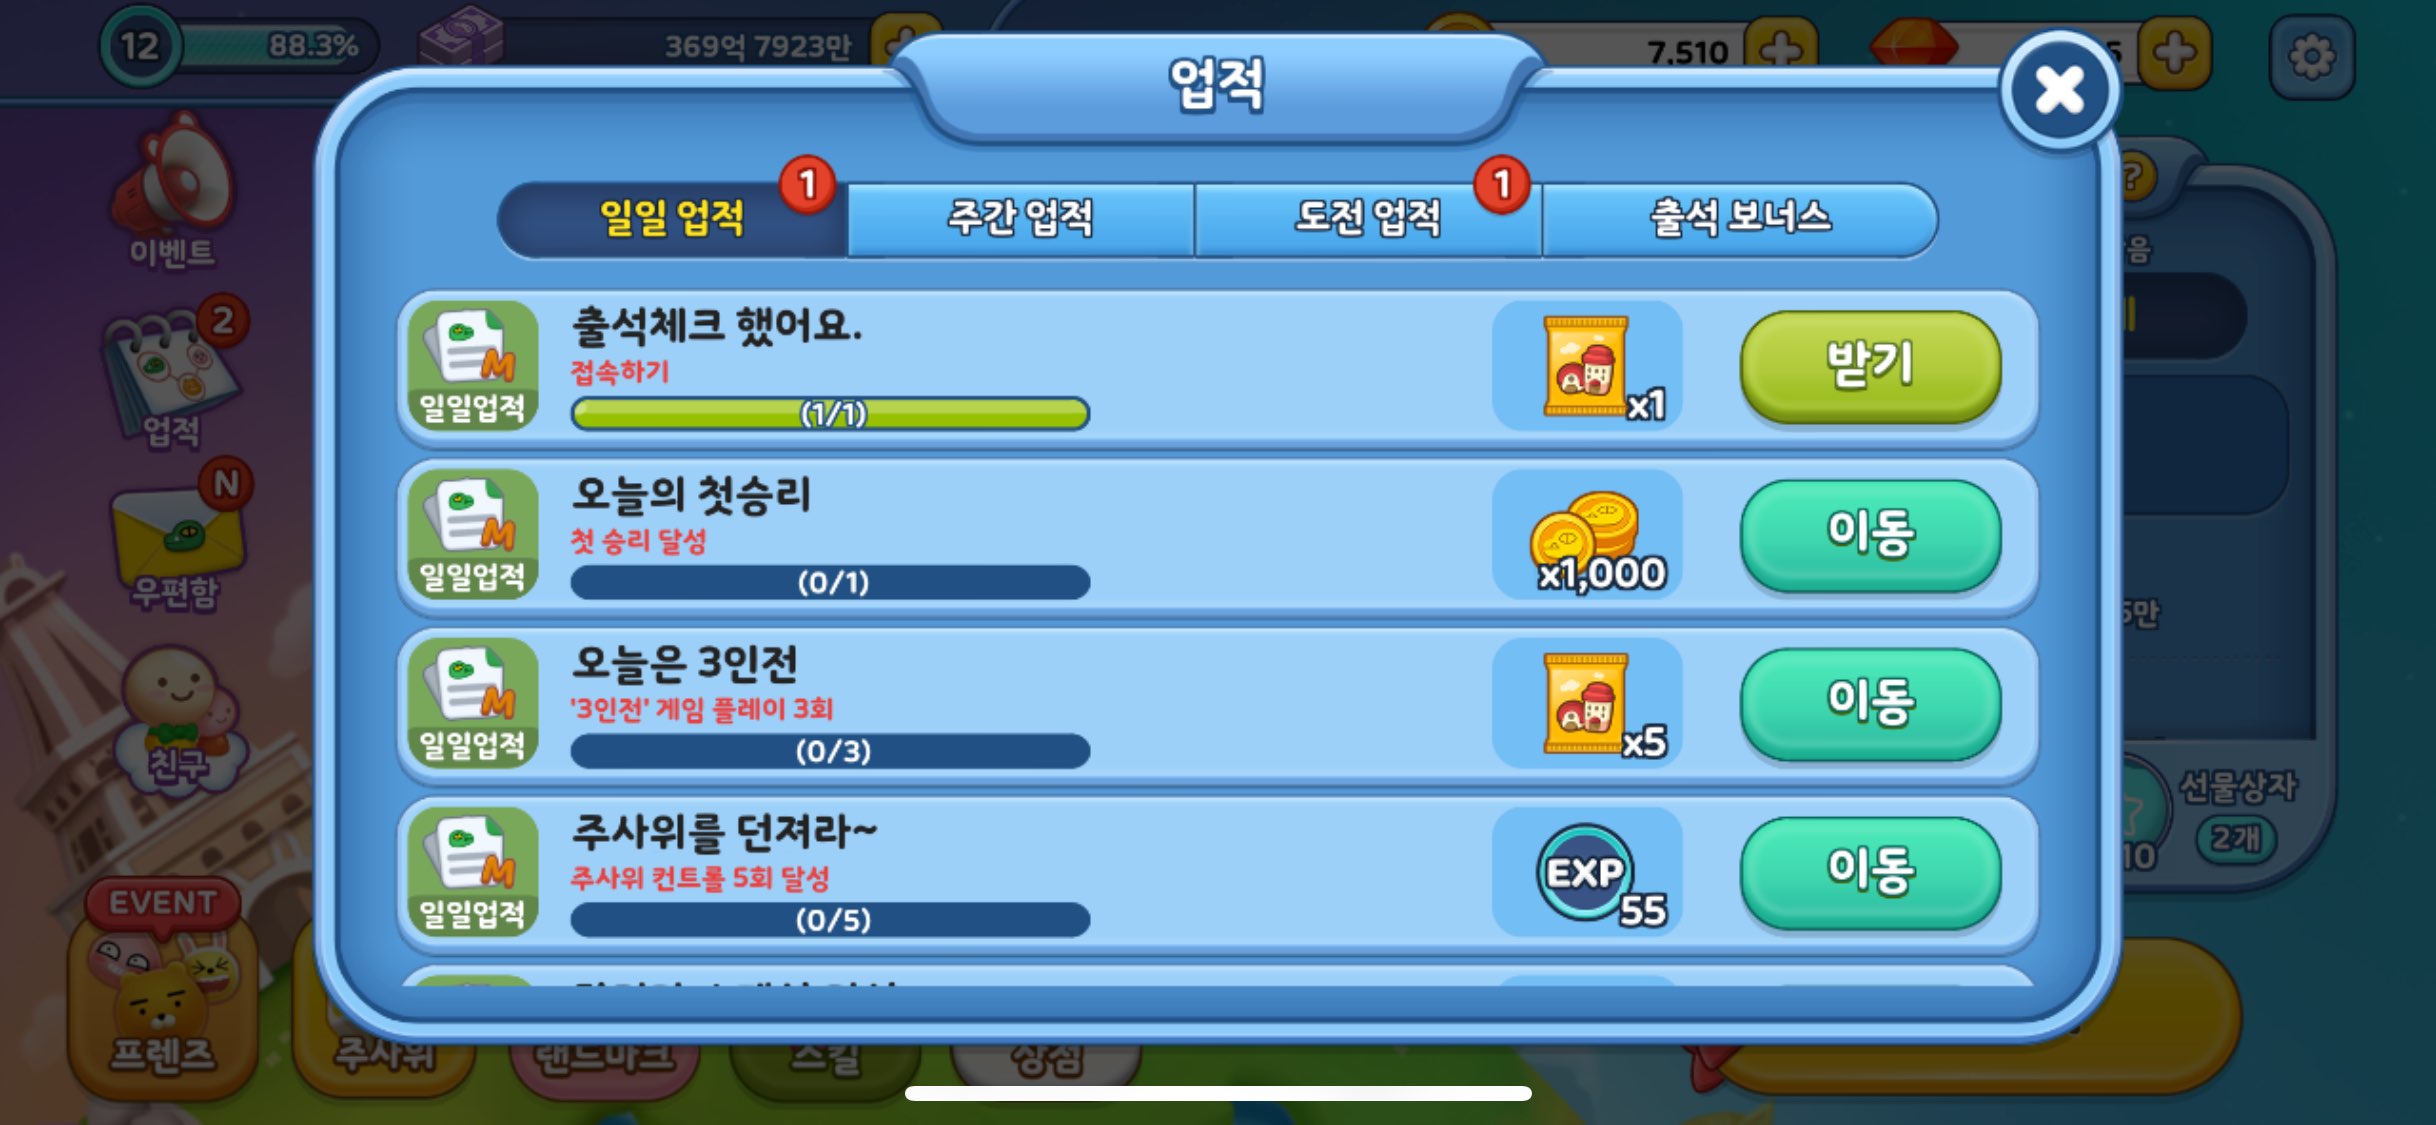 12
88.3%
369억 7923만
7,510
업적
일일 업적
1
주간 업적
도전 업적
1
출석 보너스
이벤트
2
업적
N
우편함
친구
출석체크 했어요.
접속하기
(1/1)
일일업적
x1
받기
오늘의 첫승리
첫 승리 달성
(0/1)
일일업적
x1,000
이동
오늘은 3인전
'3인전' 게임 플레이 3회
(0/3)
일일업적
x5
이동
주사위를 던져라~
주사위 컨트롤 5회 달성
(0/5)
일일업적
EXP
55
이동
?
음
5만
선물상자
10
2개
EVENT
프렌즈
주사위
랜드마크
스킬
상점